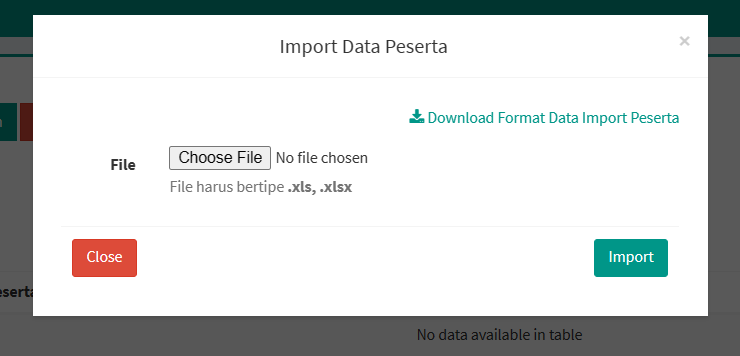 Import Data Peserta
×
Download Format Data Import Peserta
File
Choose File No file chosen
File harus bertipe .xls, .xlsx
Close
Import
No data available in table